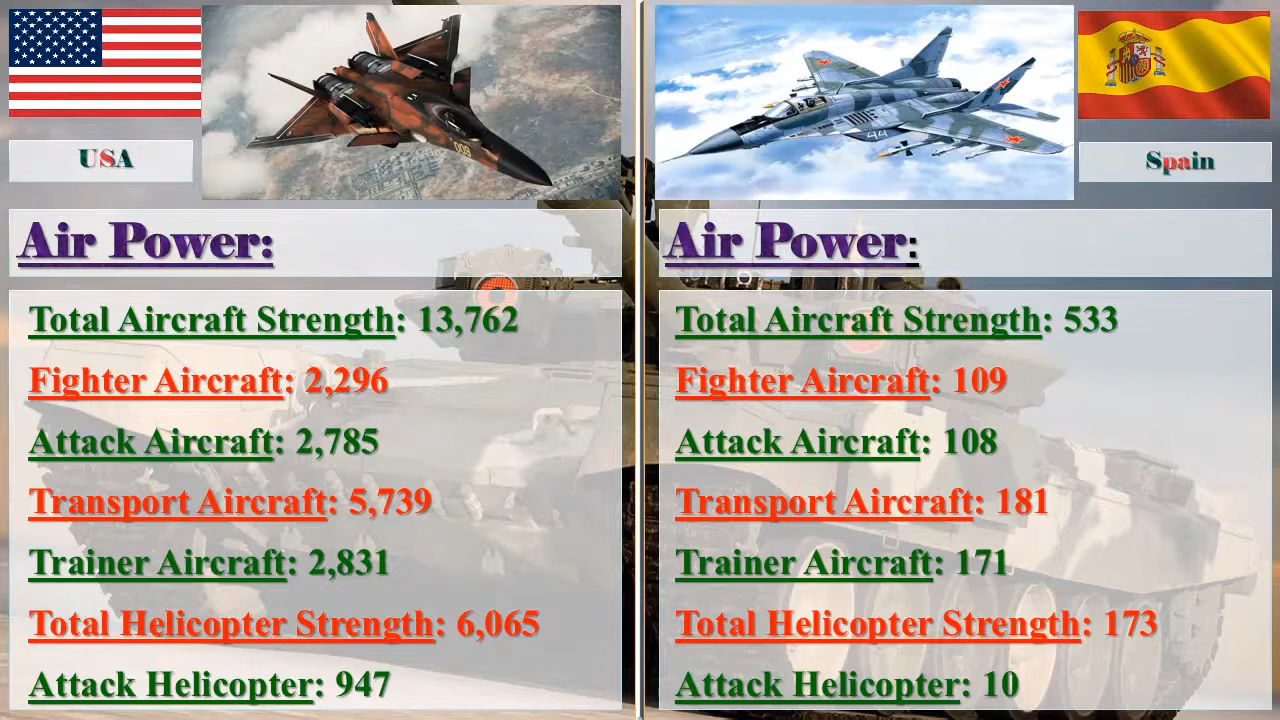 USA
Air Power:
Total Aircraft Strength: 13,762
Fighter Aircraft: 2,296
Attack Aircraft: 2,785
Transport Aircraft: 5,739
Trainer Aircraft: 2,831
Total Helicopter Strength: 6,065
Attack Helicopter: 947
008
44
Spain
Air Power:
Total Aircraft Strength: 533
Fighter Aircraft: 109
Attack Aircraft: 108
Transport Aircraft: 181
Trainer Aircraft: 171
Total Helicopter Strength: 173
Attack Helicopter: 10